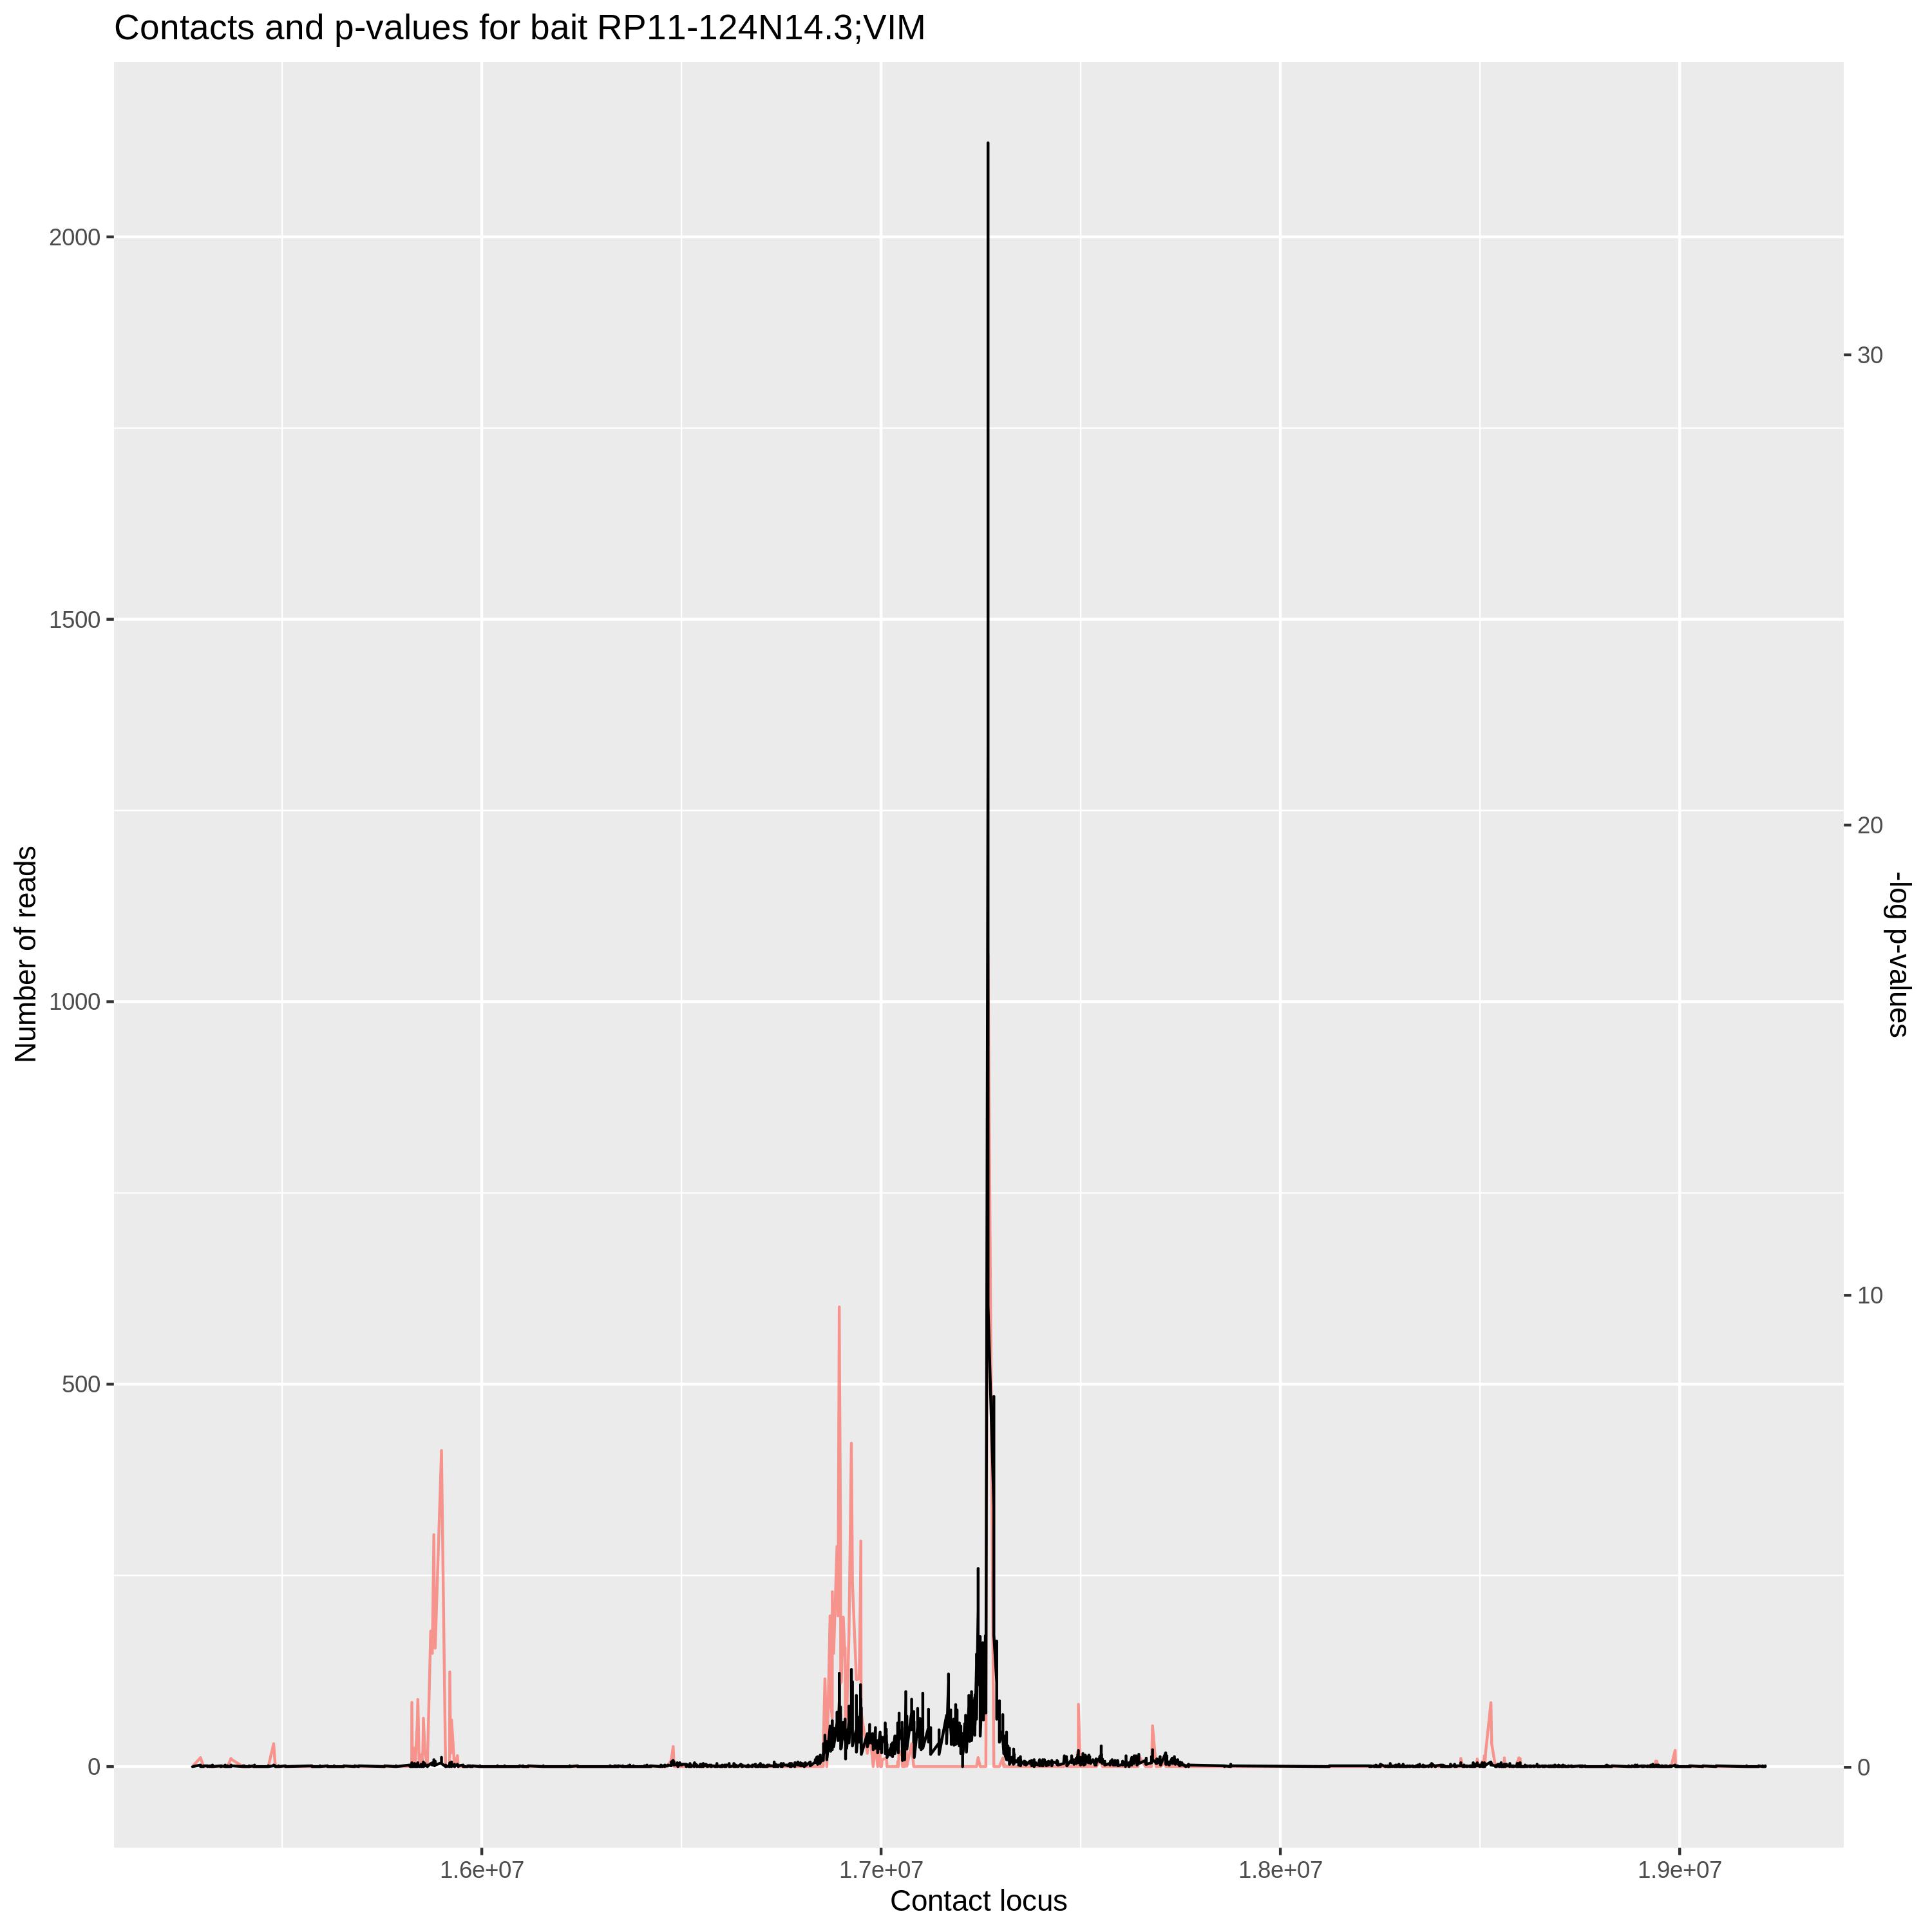 Contacts and p-values for bait RP11-124N14.3;VIM
2000
1500
1000
500
0
Number of reads
30
20
10
0
-log p-values
1.6e+07
1.7e+07
1.8e+07
1.9e+07
Contact locus